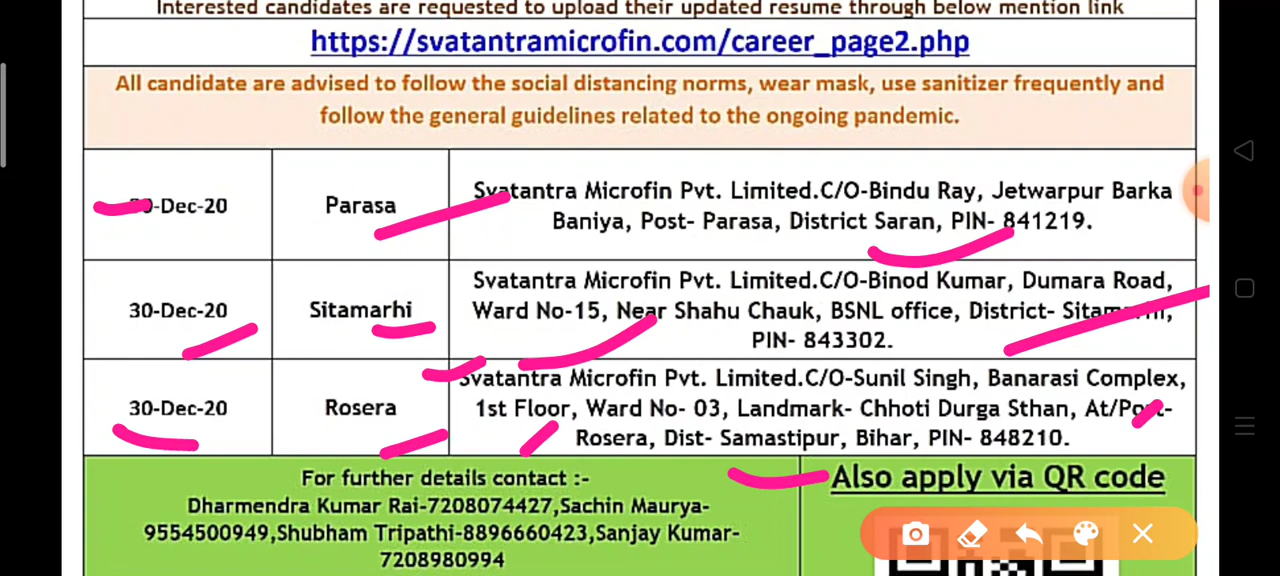 Interested candidates are requested to upload their updated resume through below mention link
https://svatantramicrofin.com/career_page2.php
All candidate are advised to follow the social distancing norms, wear mask, use sanitizer frequently and
follow the general guidelines related to the ongoing pandemic.
30-Dec-20
Parasa
Svatantra Microfin Pvt. Limited.C/O-Bindu Ray, Jetwarpur Barka
Baniya, Post- Parasa, District Saran, PIN- 841219.
30-Dec-20
Sitamarhi
Svatantra Microfin Pvt. Limited.C/O-Binod Kumar, Dumara Road,
Ward No-15, Near Shahu Chauk, BSNL office, District- Sitamarhi,
PIN- 843302.
30-Dec-20
Rosera
Svatantra Microfin Pvt. Limited.C/O-Sunil Singh, Banarasi Complex,
1st Floor, Ward No- 03, Landmark- Chhoti Durga Sthan, At/Post-
Rosera, Dist- Samastipur, Bihar, PIN- 848210.
For further details contact :-
Dharmendra Kumar Rai-7208074427,Sachin Maurya-
9554500949,Shubham Tripathi-8896660423,Sanjay Kumar-
7208980994
Also apply via QR code